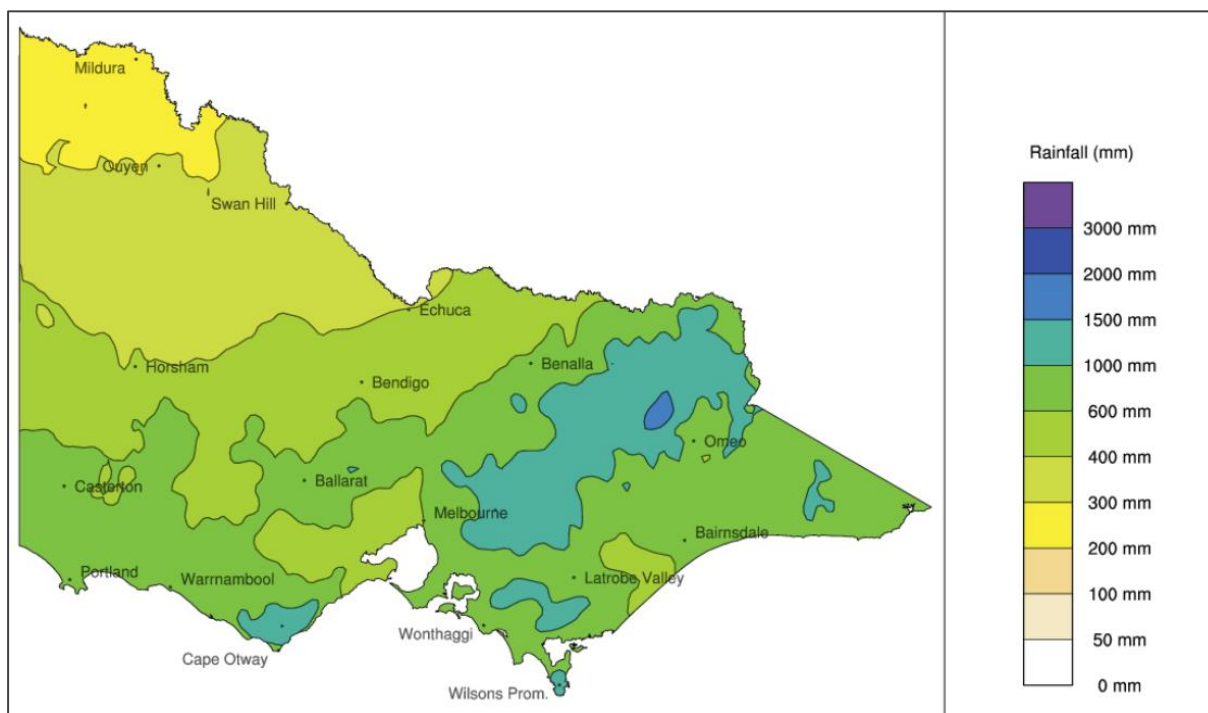 Mildura
Ouyen
Swan Hill
Echuca
Horsham
Bendigo
Benalla
Omeo
Casterton
Ballarat
Melbourne
Bairnsdale
Portland
Warrnambool
Latrobe Valley
Wonthaggi
Cape Otway
Wilsons Prom.
Rainfall (mm)
3000 mm
2000 mm
1500 mm
1000 mm
600 mm
400 mm
300 mm
200 mm
100 mm
50 mm
0 mm